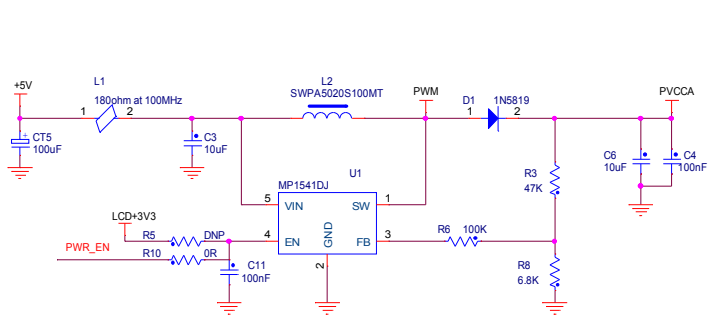 +5V
L1
180ohm at 100MHz
1 2
CT5
100uF
C3
10uF
L2
SWPA5020S100MT
PWM
D1 1N5819
1 2
PVCCA
C6
10uF
C4
100nF
R3
47K
U1
MP1541DJ
5 VIN SW 1
4 EN FB 3
GND
2
LCD+3V3
R5 DNP
PWR_EN
R10 0R
C11
100nF
R6 100K
R8
6.8K